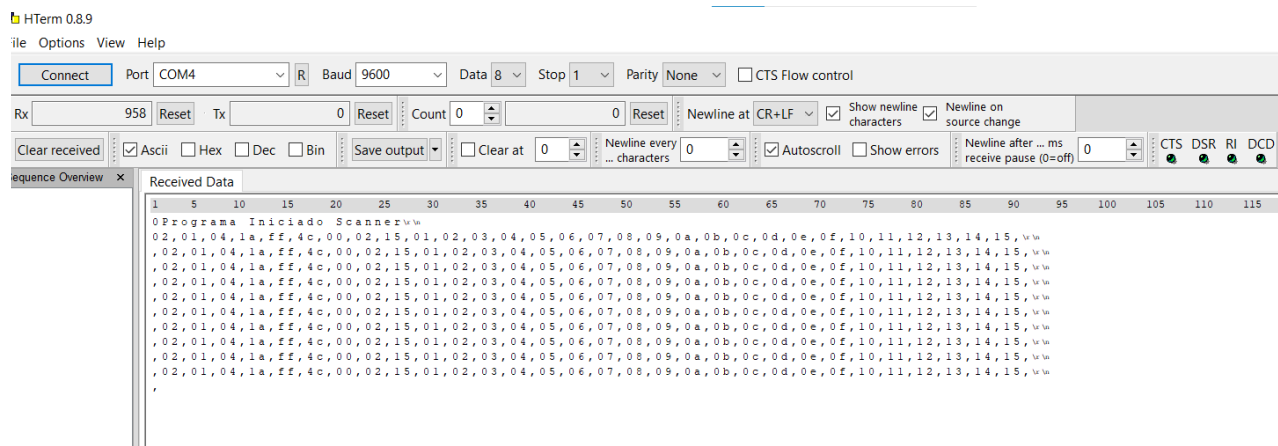 HTerm 0.8.9
File Options View Help
Connect Port COM4 R Baud 9600 Data 8 Stop 1 Parity None CTS Flow control
Rx 958 Reset Tx 0 Reset Count 0 0 Reset Newline at CR+LF Show newline characters Newline on source change
Clear received Ascii Hex Dec Bin Save output Clear at 0 Newline every ... characters 0 Autoscroll Show errors Newline after ... ms receive pause (0=off) 0 CTS DSR RI DCD
Sequence Overview × Received Data
1 5 10 15 20 25 30 35 40 45 50 55 60 65 70 75 80 85 90 95 100 105 110 115
0Programa Iniciado Scanner\r\n
02,01,04,1a,ff,4c,00,02,15,01,02,03,04,05,06,07,08,09,0a,0b,0c,0d,0e,0f,10,11,12,13,14,15,\r\n
,02,01,04,1a,ff,4c,00,02,15,01,02,03,04,05,06,07,08,09,0a,0b,0c,0d,0e,0f,10,11,12,13,14,15,\r\n
,02,01,04,1a,ff,4c,00,02,15,01,02,03,04,05,06,07,08,09,0a,0b,0c,0d,0e,0f,10,11,12,13,14,15,\r\n
,02,01,04,1a,ff,4c,00,02,15,01,02,03,04,05,06,07,08,09,0a,0b,0c,0d,0e,0f,10,11,12,13,14,15,\r\n
,02,01,04,1a,ff,4c,00,02,15,01,02,03,04,05,06,07,08,09,0a,0b,0c,0d,0e,0f,10,11,12,13,14,15,\r\n
,02,01,04,1a,ff,4c,00,02,15,01,02,03,04,05,06,07,08,09,0a,0b,0c,0d,0e,0f,10,11,12,13,14,15,\r\n
,02,01,04,1a,ff,4c,00,02,15,01,02,03,04,05,06,07,08,09,0a,0b,0c,0d,0e,0f,10,11,12,13,14,15,\r\n
,02,01,04,1a,ff,4c,00,02,15,01,02,03,04,05,06,07,08,09,0a,0b,0c,0d,0e,0f,10,11,12,13,14,15,\r\n
,02,01,04,1a,ff,4c,00,02,15,01,02,03,04,05,06,07,08,09,0a,0b,0c,0d,0e,0f,10,11,12,13,14,15,\r\n
,02,01,04,1a,ff,4c,00,02,15,01,02,03,04,05,06,07,08,09,0a,0b,0c,0d,0e,0f,10,11,12,13,14,15,\r\n
,